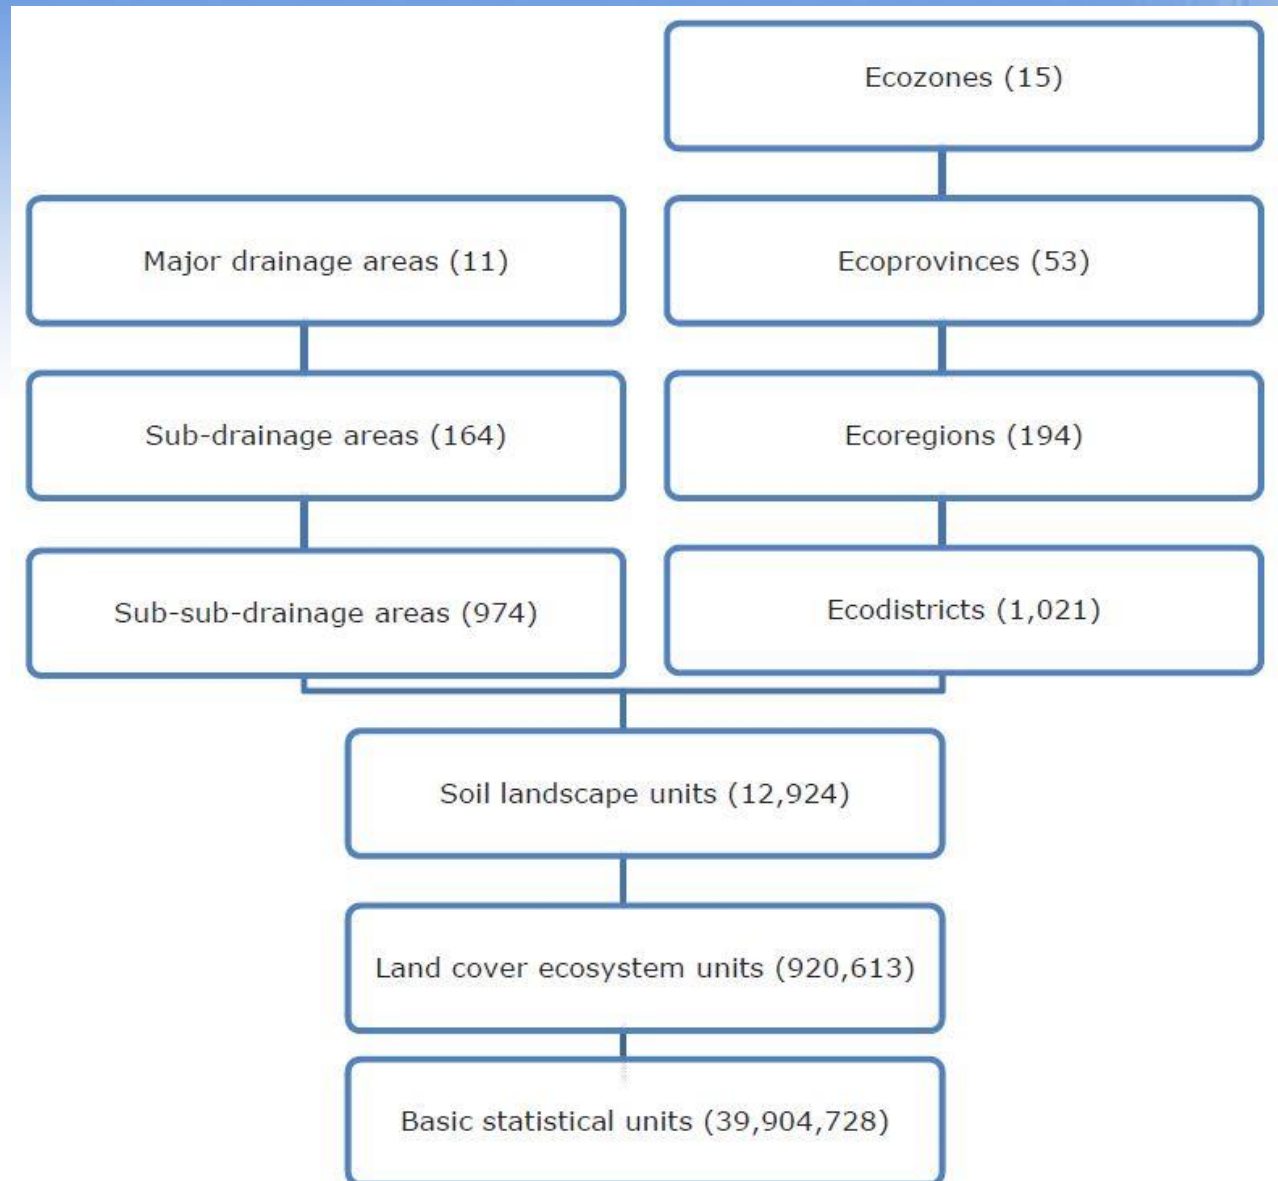 Ecozones (15)
Major drainage areas (11)
Ecoprovinces (53)
Sub-drainage areas (164)
Ecoregions (194)
Sub-sub-drainage areas (974)
Ecodistricts (1,021)
Soil landscape units (12,924)
Land cover ecosystem units (920,613)
Basic statistical units (39,904,728)